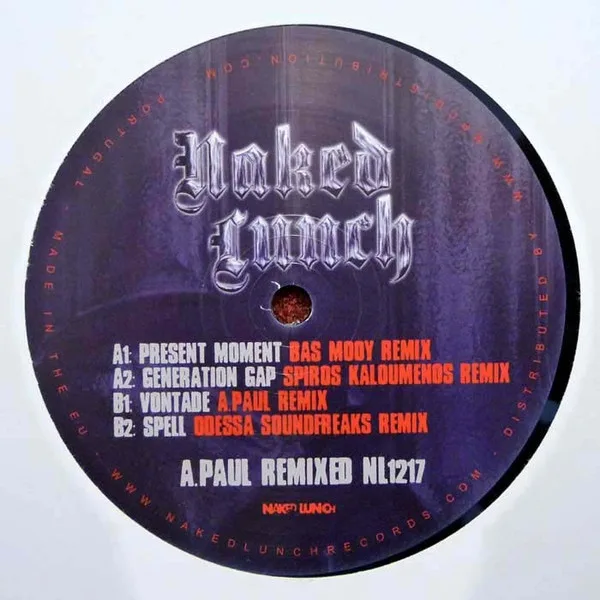 Naked
Lunch
A1: PRESENT MOMENT BAS MOOY REMIX
A2: GENERATION GAP SPIROS KALOUMENOS REMIX
B1: VONTADE A.PAUL REMIX
B2: SPELL ODESSA SOUNDFREAKS REMIX
A.PAUL REMIXED NL1217
NAKED LUNCH
PORTUGAL - MADE IN THE EU - WWW.NAKEDLUNCHRECORDS.COM - DISTRIBUTED BY